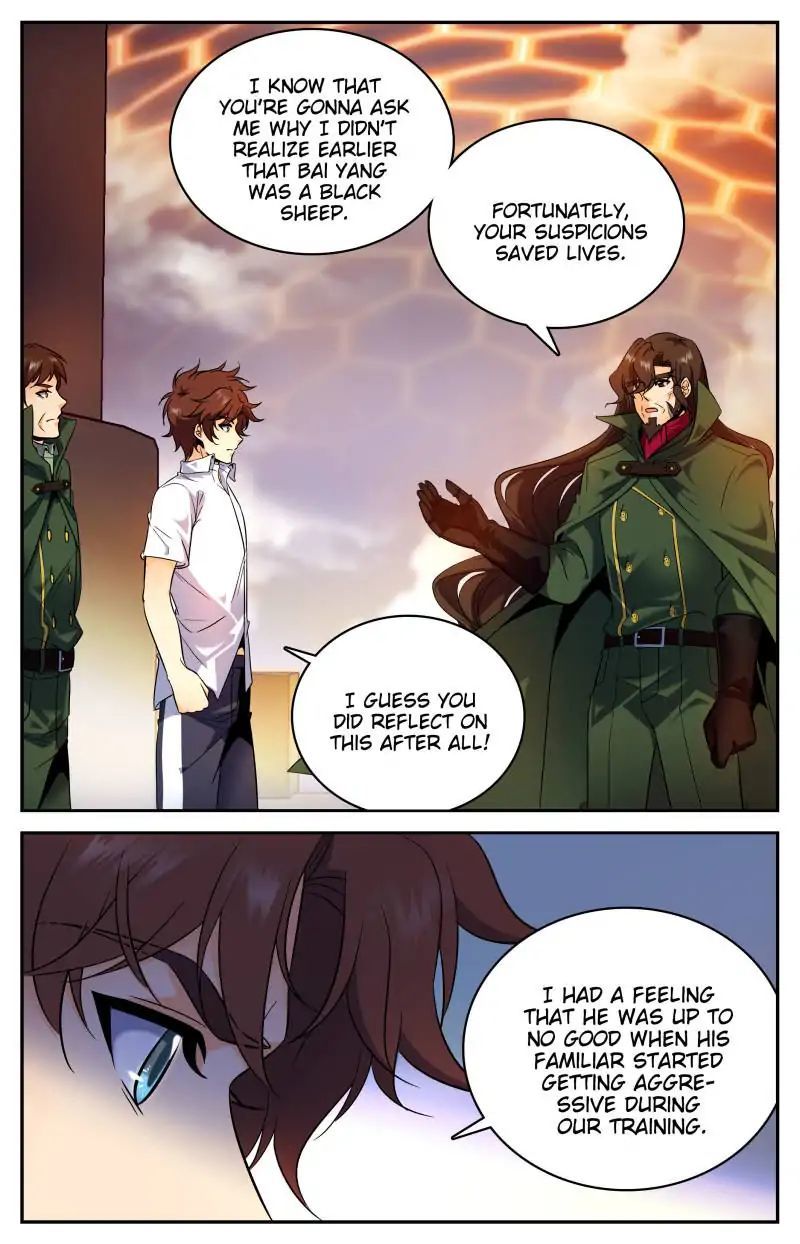 I KNOW THAT
YOU'RE GONNA ASK
ME WHY I DIDN'T
REALIZE EARLIER
THAT BAI YANG
WAS A BLACK
SHEEP.
FORTUNATELY,
YOUR SUSPICIONS
SAVED LIVES.
I GUESS YOU
DID REFLECT ON
THIS AFTER ALL!
I HAD A FEELING
THAT HE WAS UP TO
NO GOOD WHEN HIS
FAMILIAR STARTED
GETTING AGGRE-
SSIVE DURING
OUR TRAINING.